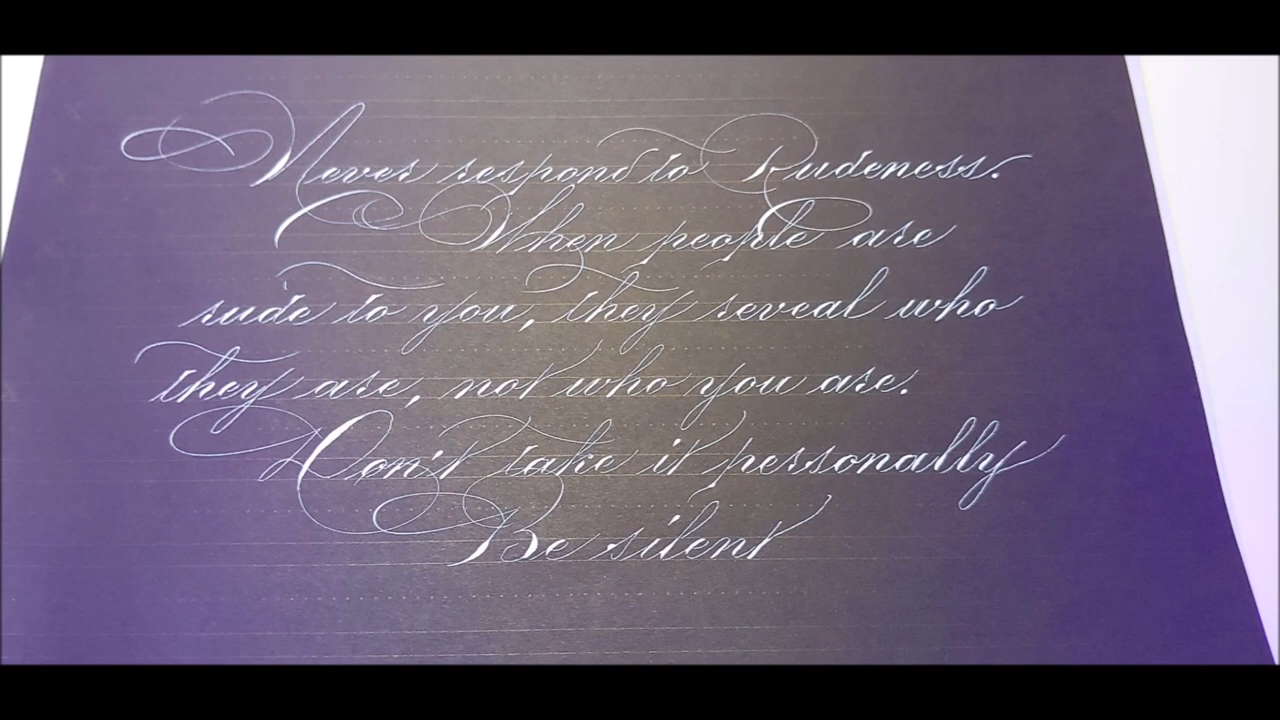 Never respond to Rudeness.
When people are
rude to you, they reveal who
they are, not who you are.
Don't take it personally
Be silent